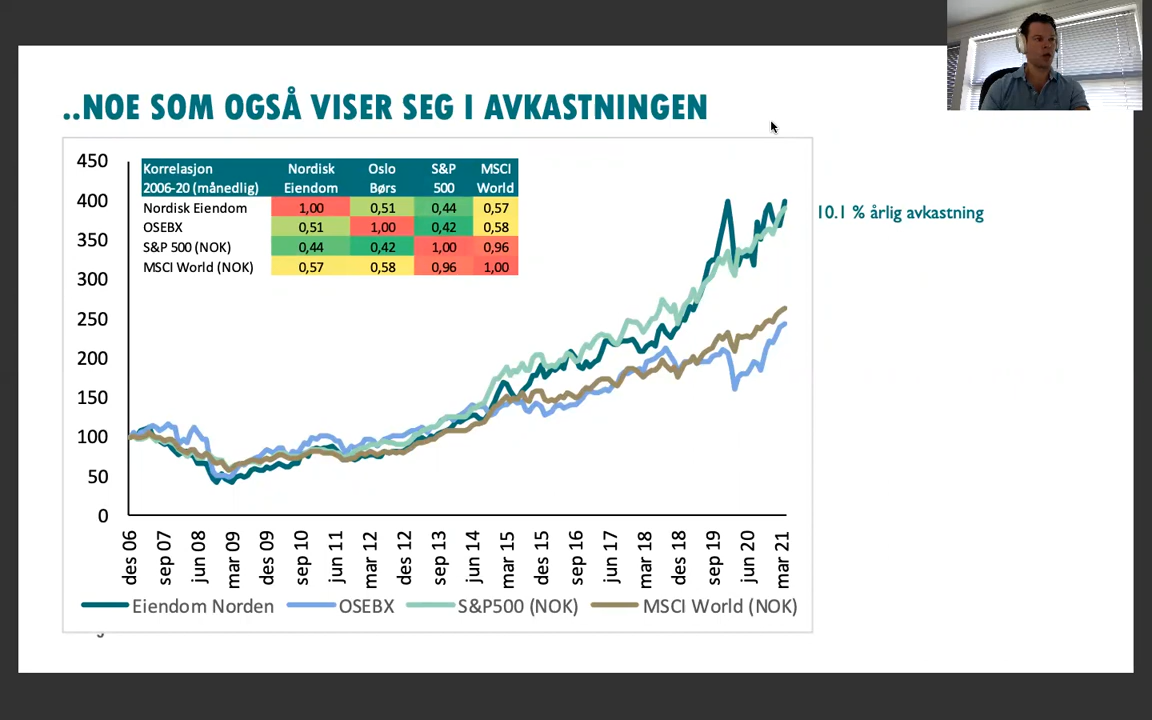 ..NOE SOM OGSÅ VISER SEG I AVKASTNINGEN
450
400
350
300
250
200
150
100
50
0
Korrelasjon Nordisk Oslo S&P MSCI
2006-20 (månedlig) Eiendom Børs 500 World
Nordisk Eiendom 1,00 0,51 0,44 0,57
OSEBX 0,51 1,00 0,42 0,58
S&P 500 (NOK) 0,44 0,42 1,00 0,96
MSCI World (NOK) 0,57 0,58 0,96 1,00
10.1 % årlig avkastning
des 06
sep 07
jun 08
mar 09
des 09
sep 10
jun 11
mar 12
des 12
sep 13
jun 14
mar 15
des 15
sep 16
jun 17
mar 18
des 18
sep 19
jun 20
mar 21
Eiendom Norden OSEBX S&P500 (NOK) MSCI World (NOK)